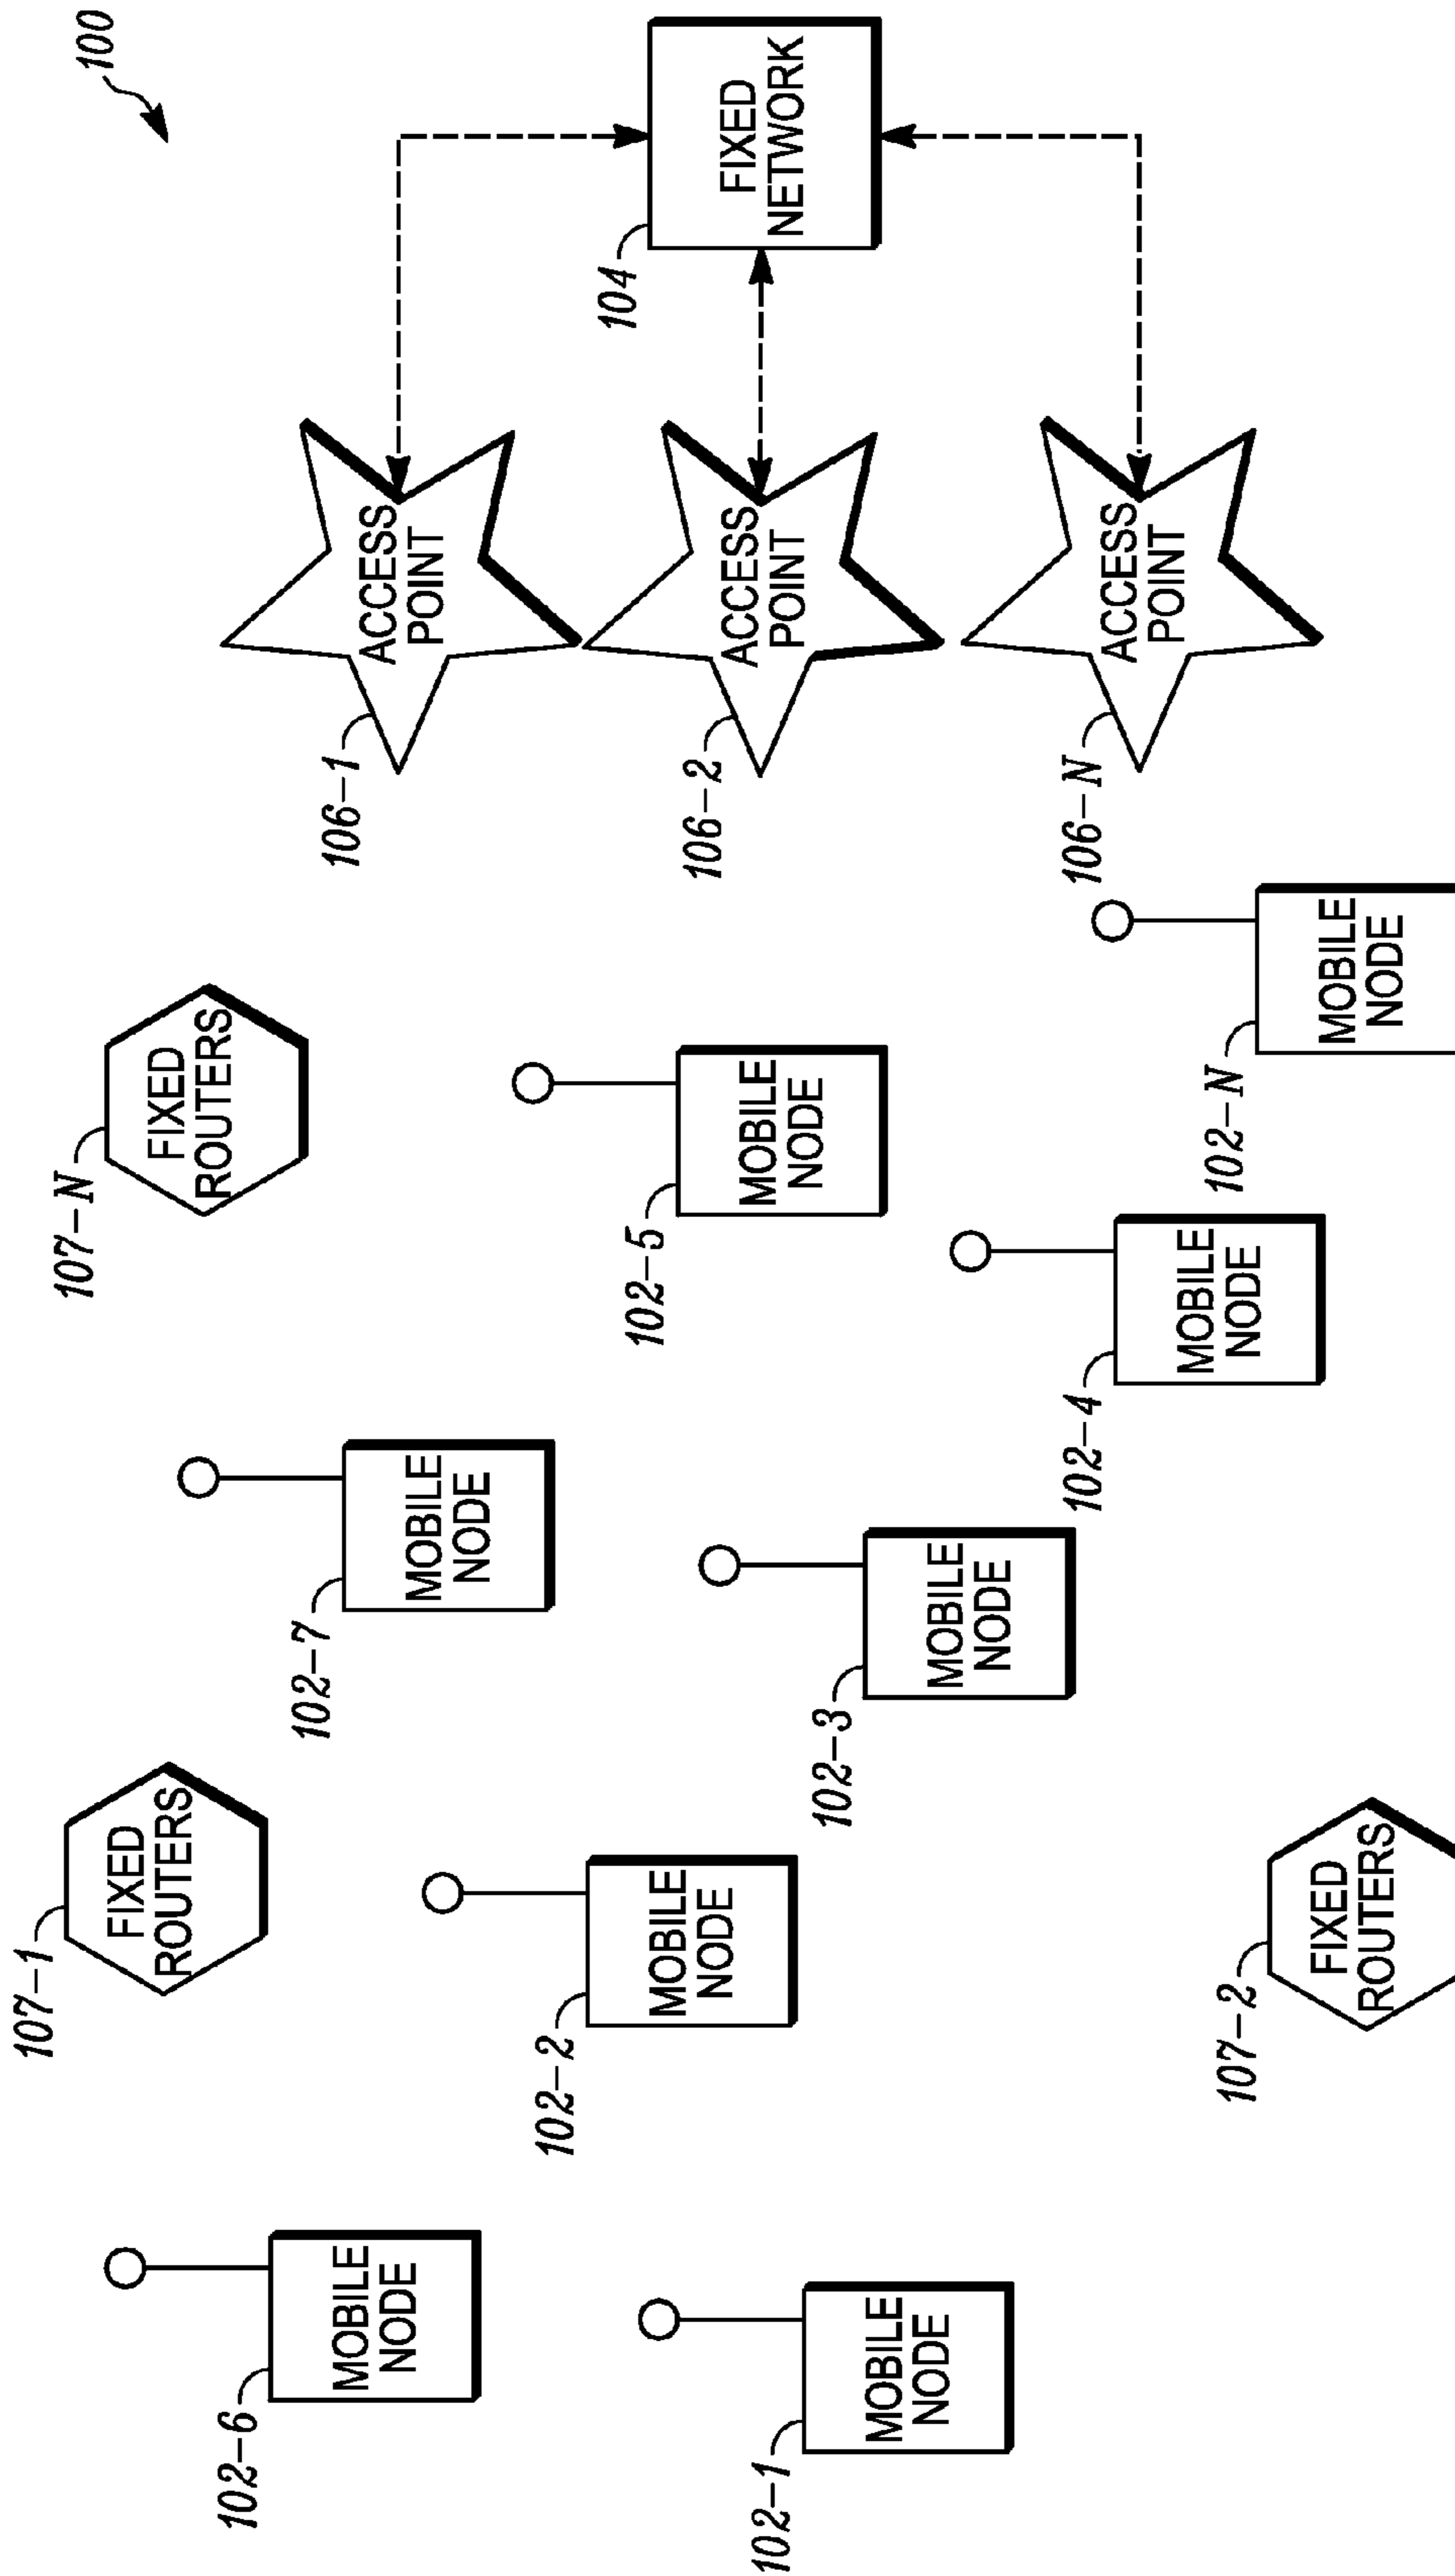 100
107-1
FIXED
ROUTERS
107-N
FIXED
ROUTERS
102-6
MOBILE
NODE
102-7
MOBILE
NODE
106-1
ACCESS
POINT
102-2
MOBILE
NODE
102-5
MOBILE
NODE
106-2
ACCESS
POINT
104
FIXED
NETWORK
102-1
MOBILE
NODE
102-3
MOBILE
NODE
102-4
MOBILE
NODE
106-N
ACCESS
POINT
107-2
FIXED
ROUTERS
102-N
MOBILE
NODE